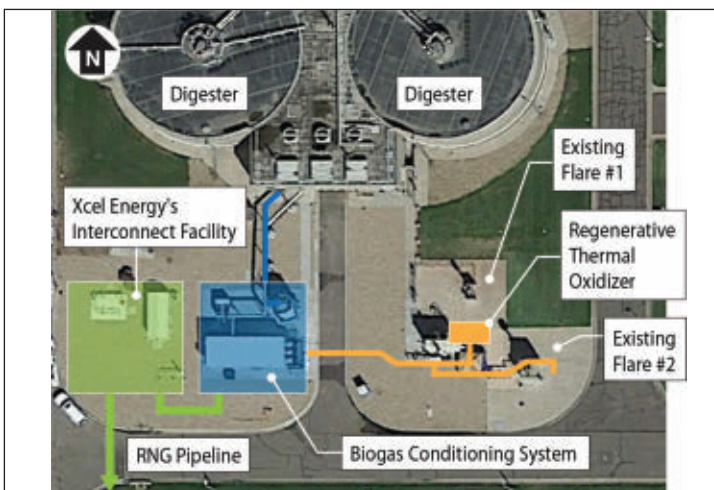 N
Digester
Digester
Existing
Flare #1
Xcel Energy's
Interconnect Facility
Regenerative
Thermal
Oxidizer
Existing
Flare #2
RNG Pipeline
Biogas Conditioning System